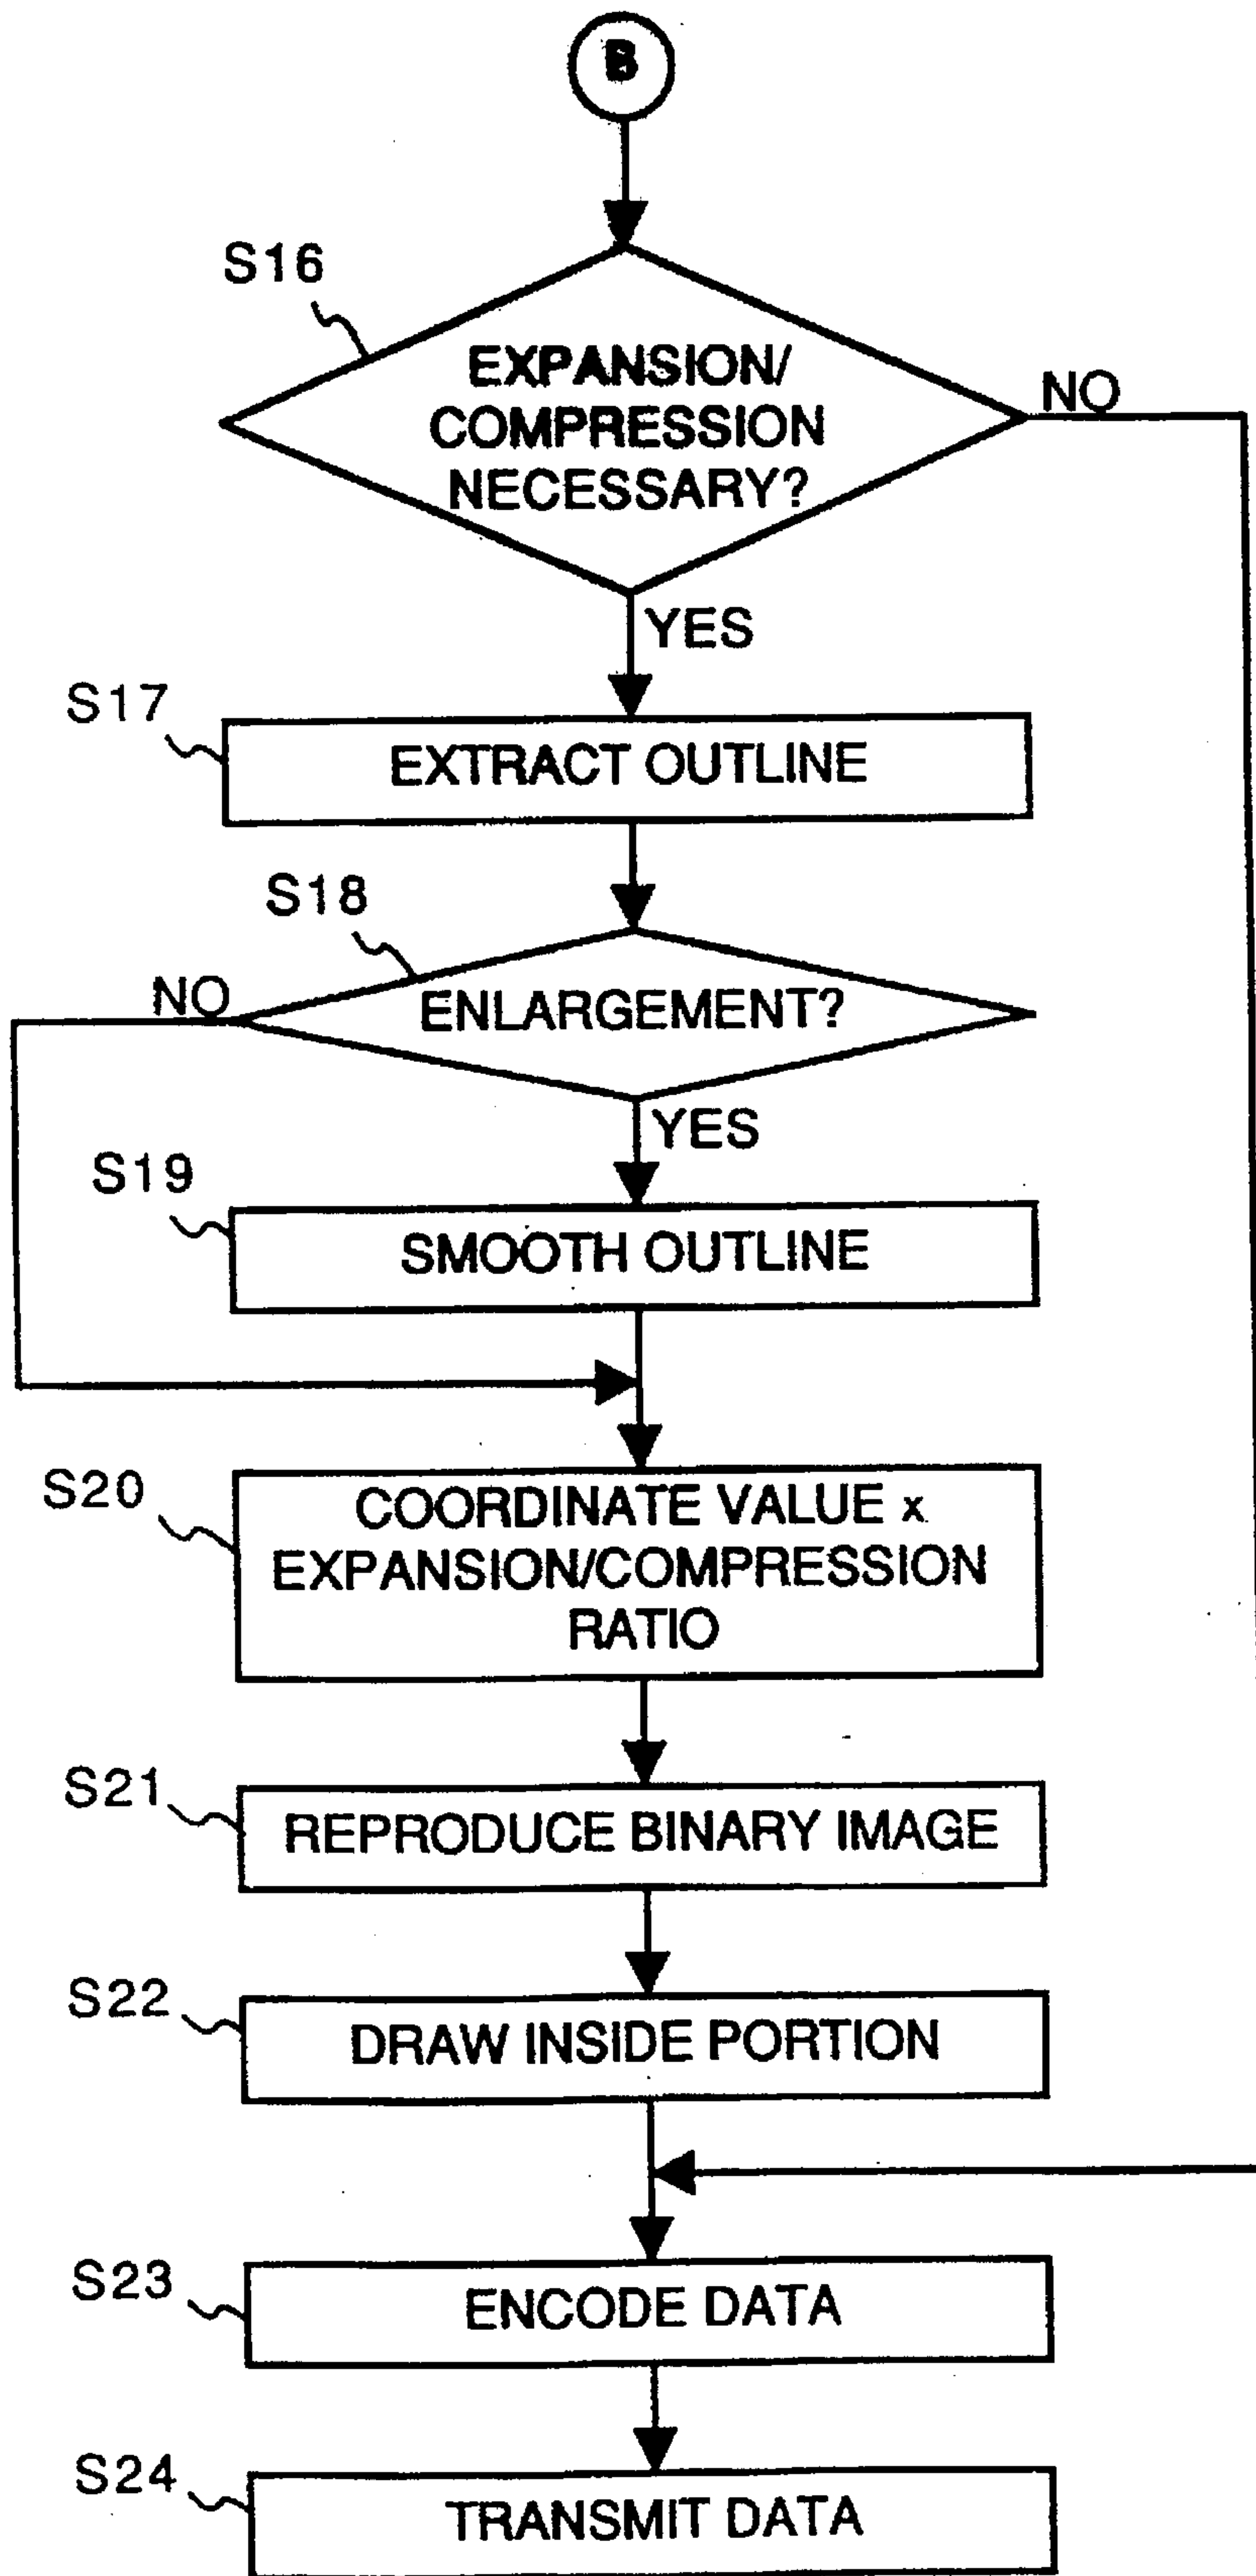 B
S16
EXPANSION/
COMPRESSION
NECESSARY?
NO
YES
S17
EXTRACT OUTLINE
S18
NO
ENLARGEMENT?
YES
S19
SMOOTH OUTLINE
S20
COORDINATE VALUE x
EXPANSION/COMPRESSION
RATIO
S21
REPRODUCE BINARY IMAGE
S22
DRAW INSIDE PORTION
S23
ENCODE DATA
S24
TRANSMIT DATA